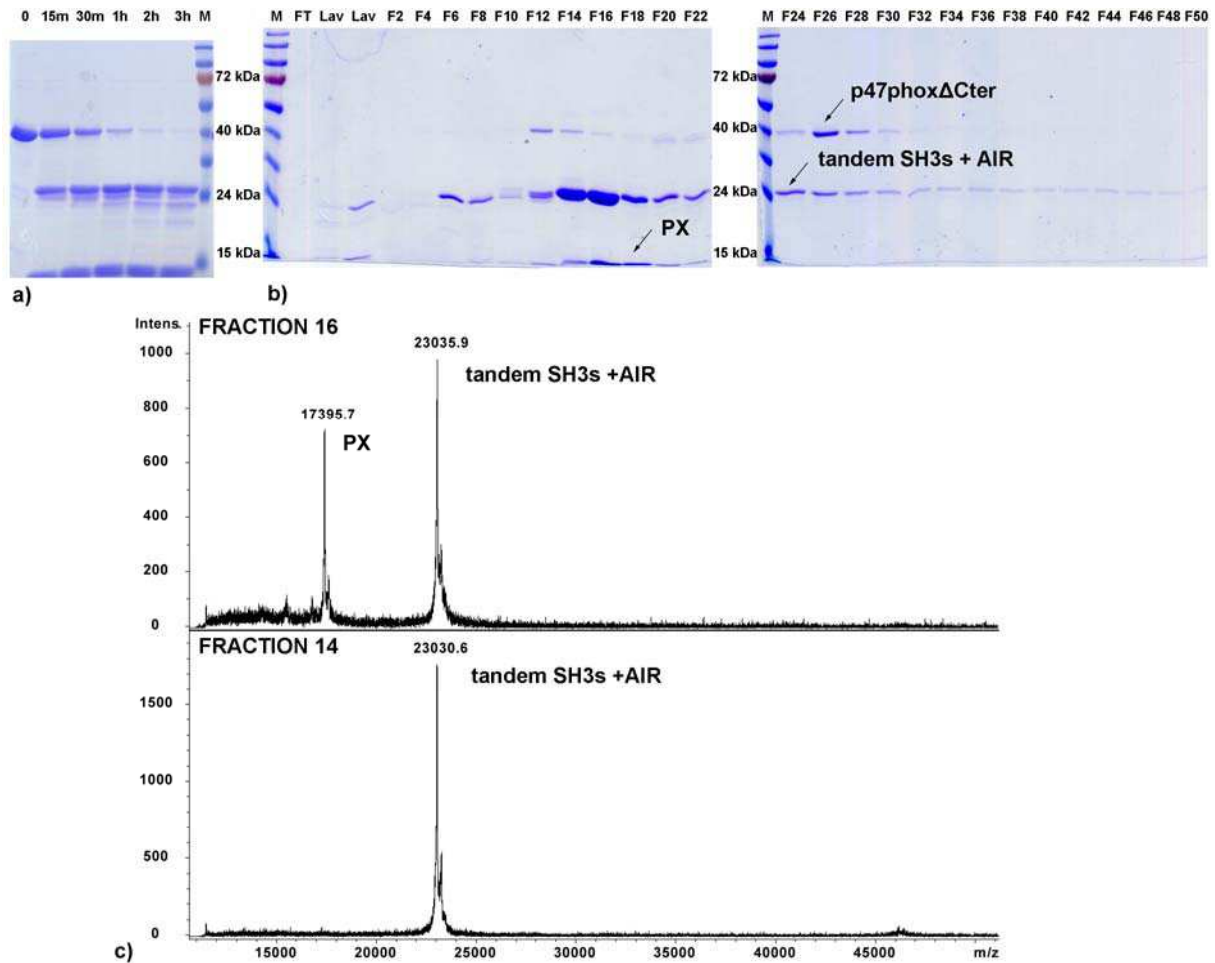 0 15m 30m 1h 2h 3h M
M FT Lav Lav F2 F4 F6 F8 F10 F12 F14 F16 F18 F20 F22
M F24 F26 F28 F30 F32 F34 F36 F38 F40 F42 F44 F46 F48 F50
72 kDa
40 kDa
24 kDa
15 kDa
PX
72 kDa
40 kDa
24 kDa
15 kDa
p47phoxΔCter
tandem SH3s + AIR
a)
b)
Intens.
FRACTION 16
1000
800
600
400
200
0
17395.7
PX
23035.9
tandem SH3s +AIR
FRACTION 14
1500
1000
500
0
23030.6
tandem SH3s +AIR
15000 20000 25000 30000 35000 40000 45000 m/z
c)